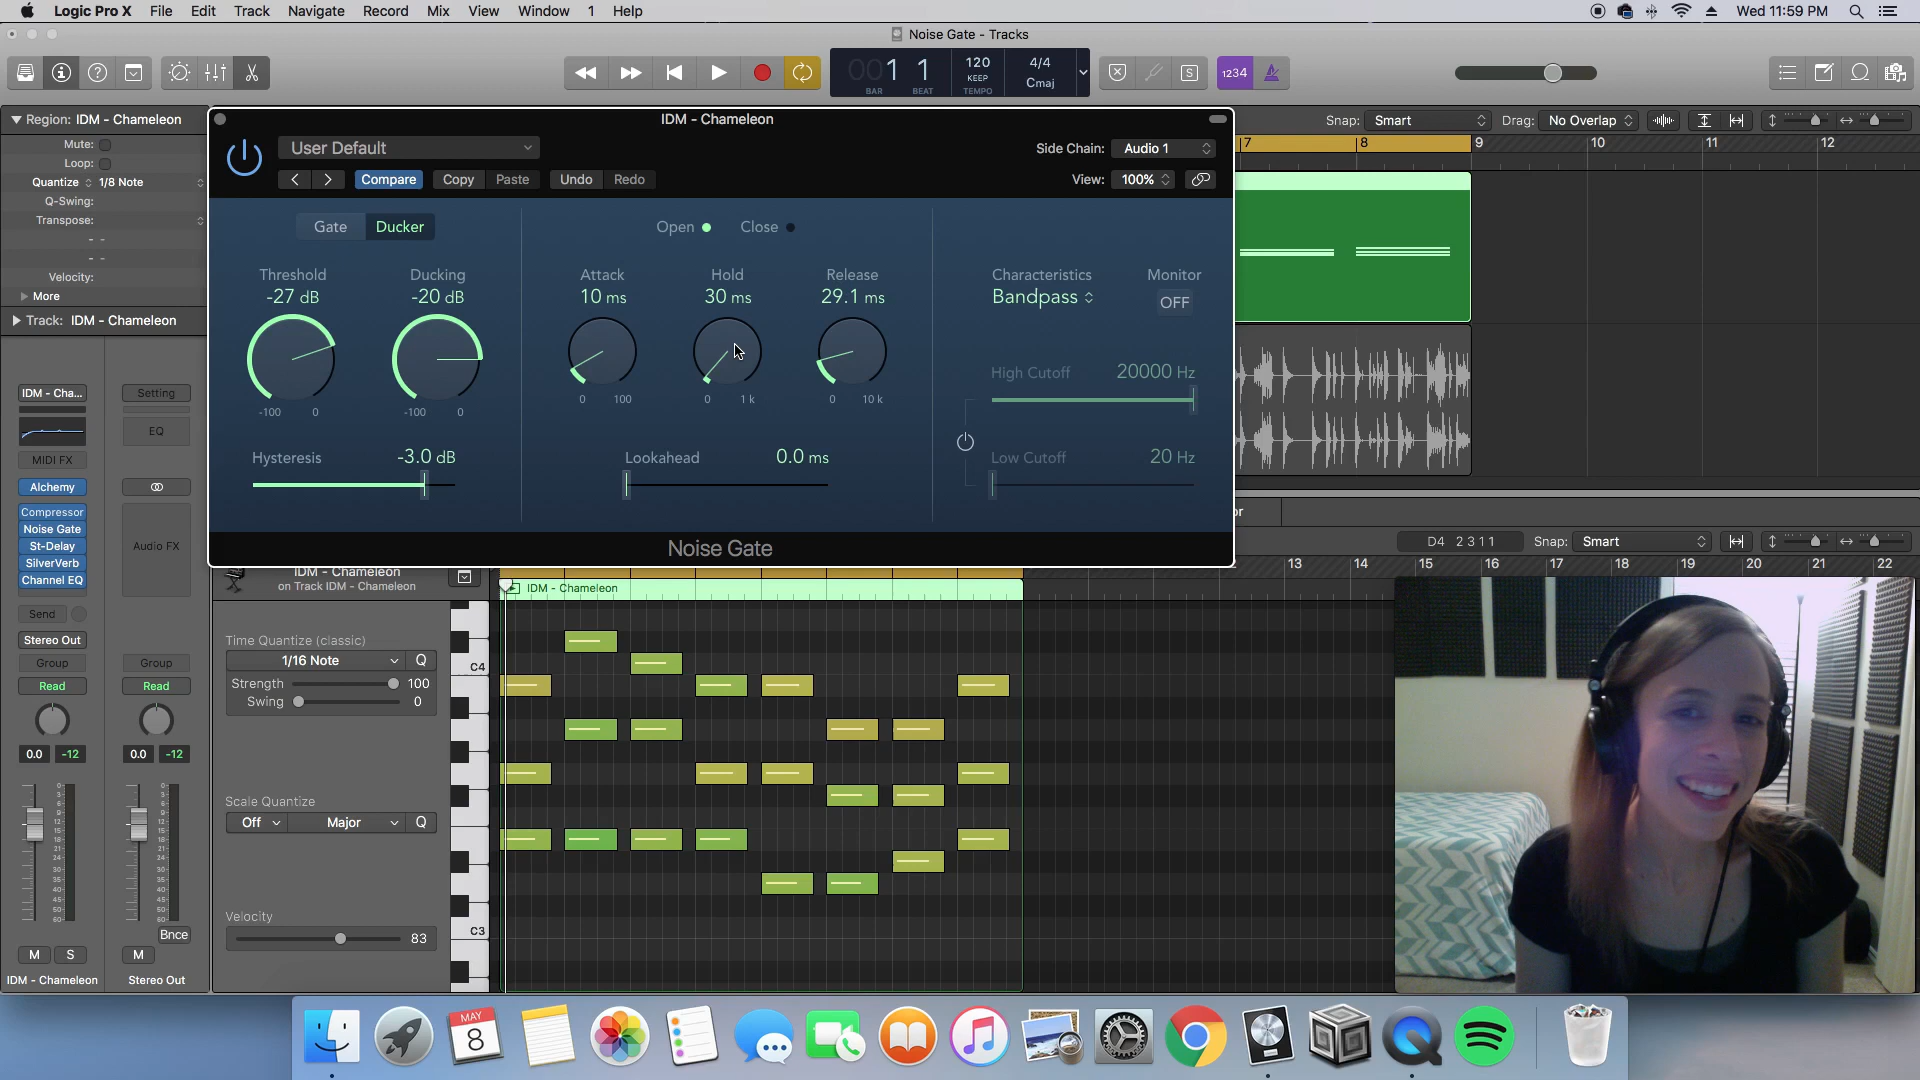 Logic Pro X File Edit Track Navigate Record Mix View Window 1 Help Wed 11:59 PM
Noise Gate - Tracks
001 1 120 4/4
KEEP Cmaj
BAR BEAT TEMPO
S 1234
Region: IDM - Chameleon
Mute:
Loop:
Quantize 1/8 Note
Q-Swing:
Transpose:
- -
- -
Velocity:
More
Track: IDM - Chameleon
IDM - Cha... Setting
EQ
MIDI FX
Alchemy
Compressor
Noise Gate
St-Delay Audio FX
SilverVerb
Channel EQ
Send
Stereo Out
Group Group
Read Read
0.0 -12 0.0 -12
Bnce
M S M
IDM - Chameleon Stereo Out
IDM - Chameleon
User Default
Side Chain: Audio 1
Compare Copy Paste Undo Redo
View: 100%
Gate Ducker
Open Close
Threshold Ducking Attack Hold Release Characteristics Monitor
-27 dB -20 dB 10 ms 30 ms 29.1 ms Bandpass OFF
-100 0 -100 0 0 100 0 1 k 0 10 k
High Cutoff 20000 Hz
Hysteresis -3.0 dB Lookahead 0.0 ms Low Cutoff 20 Hz
Noise Gate
Snap: Smart Drag: No Overlap
7 8 9 10 11 12
D4 2 3 1 1 Snap: Smart
13 14 15 16 17 18 19 20 21 22
IDM - Chameleon
on Track IDM - Chameleon
IDM - Chameleon
Time Quantize (classic)
1/16 Note Q
Strength 100
Swing 0
Scale Quantize
Off Major Q
Velocity
83
C4
C3
MAY
8